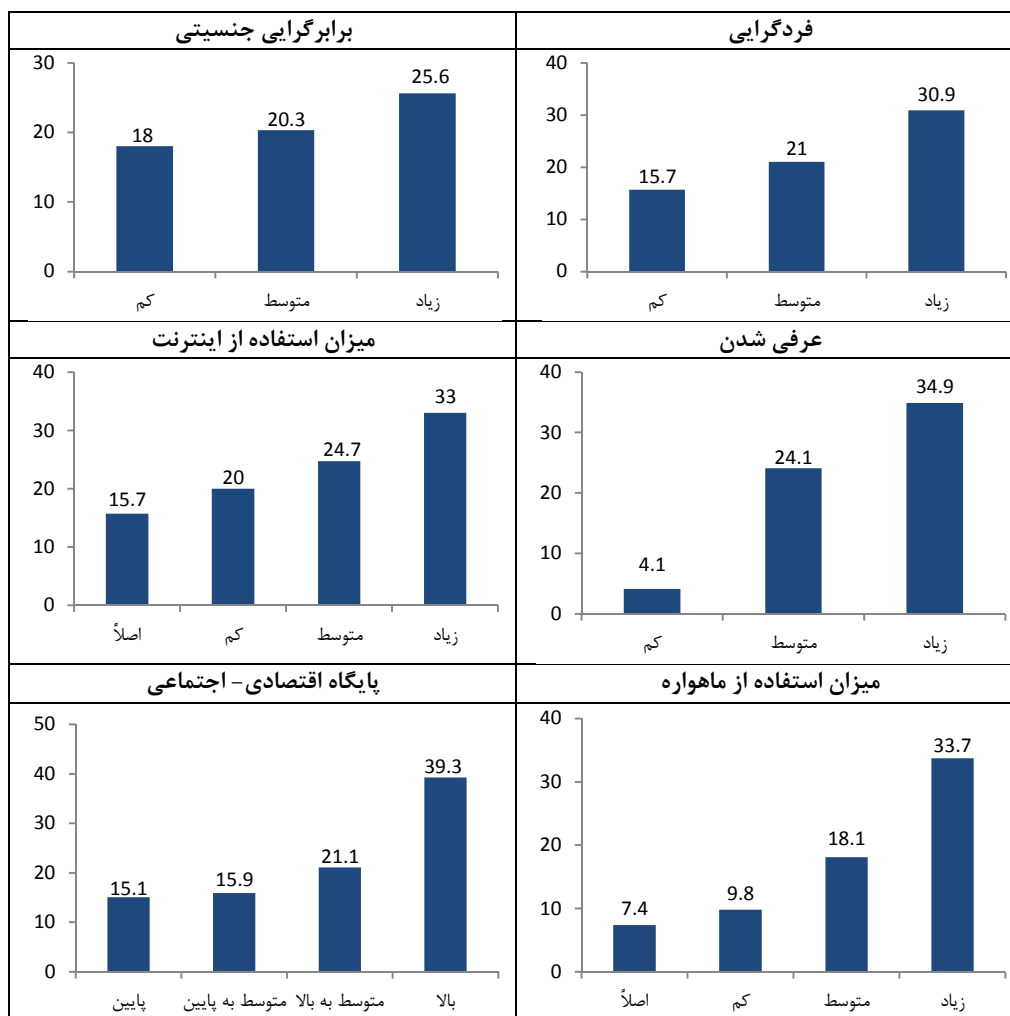 فردگرایی
40
30
20
10
0
15.7
21
30.9
کم
متوسط
زیاد
برابرگرایی جنسیتی
30
20
10
0
18
20.3
25.6
کم
متوسط
زیاد
عرفی شدن
40
30
20
10
0
4.1
24.1
34.9
کم
متوسط
زیاد
میزان استفاده از اینترنت
40
30
20
10
0
15.7
20
24.7
33
اصلاً
کم
متوسط
زیاد
میزان استفاده از ماهواره
40
30
20
10
0
7.4
9.8
18.1
33.7
اصلاً
کم
متوسط
زیاد
پایگاه اقتصادی- اجتماعی
50
40
30
20
10
0
15.1
15.9
21.1
39.3
پایین
متوسط به پایین
متوسط به بالا
بالا